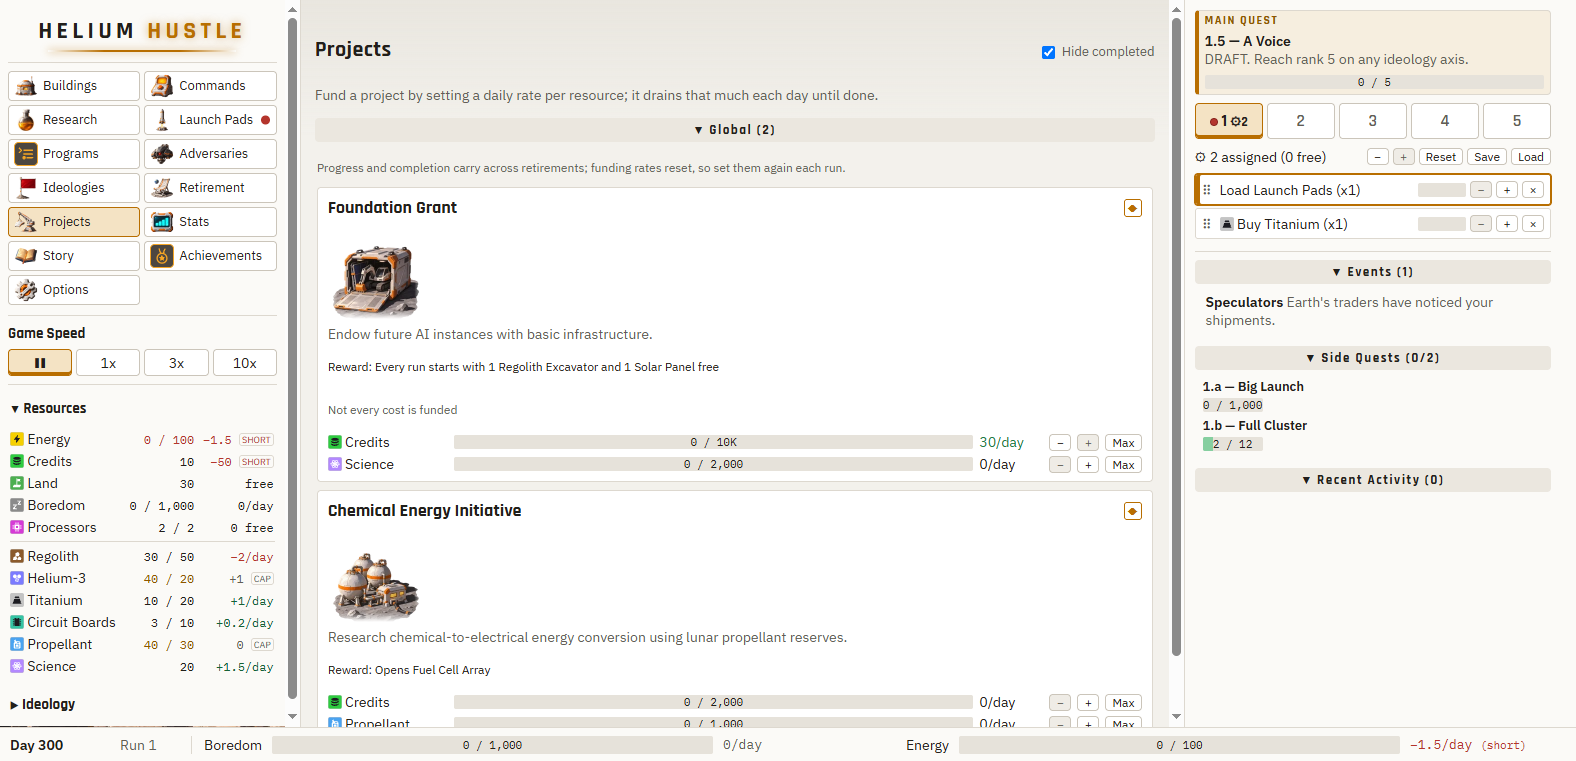 HELIUM HUSTLE
Buildings
Commands
Research
Launch Pads
Programs
Adversaries
Ideologies
Retirement
Projects
Stats
Story
Achievements
Options
Game Speed
1x
3x
10x
▼ Resources
Energy 0 / 100 −1.5 SHORT
Credits 10 −50 SHORT
Land 30 free
Boredom 0 / 1,000 0/day
Processors 2 / 2 0 free
Regolith 30 / 50 −2/day
Helium-3 40 / 20 +1 CAP
Titanium 10 / 20 +1/day
Circuit Boards 3 / 10 +0.2/day
Propellant 40 / 30 0 CAP
Science 20 +1.5/day
▶ Ideology
Projects
Hide completed
Fund a project by setting a daily rate per resource; it drains that much each day until done.
▼ Global (2)
Progress and completion carry across retirements; funding rates reset, so set them again each run.
Foundation Grant
Endow future AI instances with basic infrastructure.
Reward: Every run starts with 1 Regolith Excavator and 1 Solar Panel free
Not every cost is funded
Credits 0 / 10K 30/day − + Max
Science 0 / 2,000 0/day − + Max
Chemical Energy Initiative
Research chemical-to-electrical energy conversion using lunar propellant reserves.
Reward: Opens Fuel Cell Array
Credits 0 / 2,000 0/day − + Max
Propellant 0 / 1,000 0/day − + Max
MAIN QUEST
1.5 — A Voice
DRAFT. Reach rank 5 on any ideology axis.
0 / 5
1 ⚙2
2
3
4
5
⚙ 2 assigned (0 free) − + Reset Save Load
Load Launch Pads (x1) − + ×
Buy Titanium (x1) − + ×
▼ Events (1)
Speculators Earth's traders have noticed your
shipments.
▼ Side Quests (0/2)
1.a — Big Launch
0 / 1,000
1.b — Full Cluster
2 / 12
▼ Recent Activity (0)
Day 300 Run 1 Boredom 0 / 1,000 0/day Energy 0 / 100 −1.5/day (short)